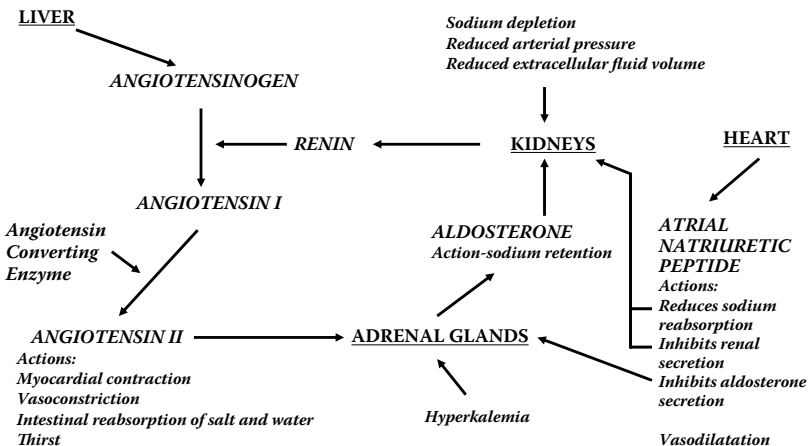 LIVER
ANGIOTENSINOGEN
Sodium depletion
Reduced arterial pressure
Reduced extracellular fluid volume
RENIN
KIDNEYS
HEART
ANGIOTENSIN I
Angiotensin
Converting
Enzyme
ALDOSTERONE
Action-sodium retention
ATRIAL
NATRIURETIC
PEPTIDE
Actions:
Reduces sodium
reabsorption
Inhibits renal
secretion
Inhibits aldosterone
secretion
Vasodilatation
ANGIOTENSIN II
Actions:
Myocardial contraction
Vasoconstriction
Intestinal reabsorption of salt and water
Thirst
ADRENAL GLANDS
Hyperkalemia